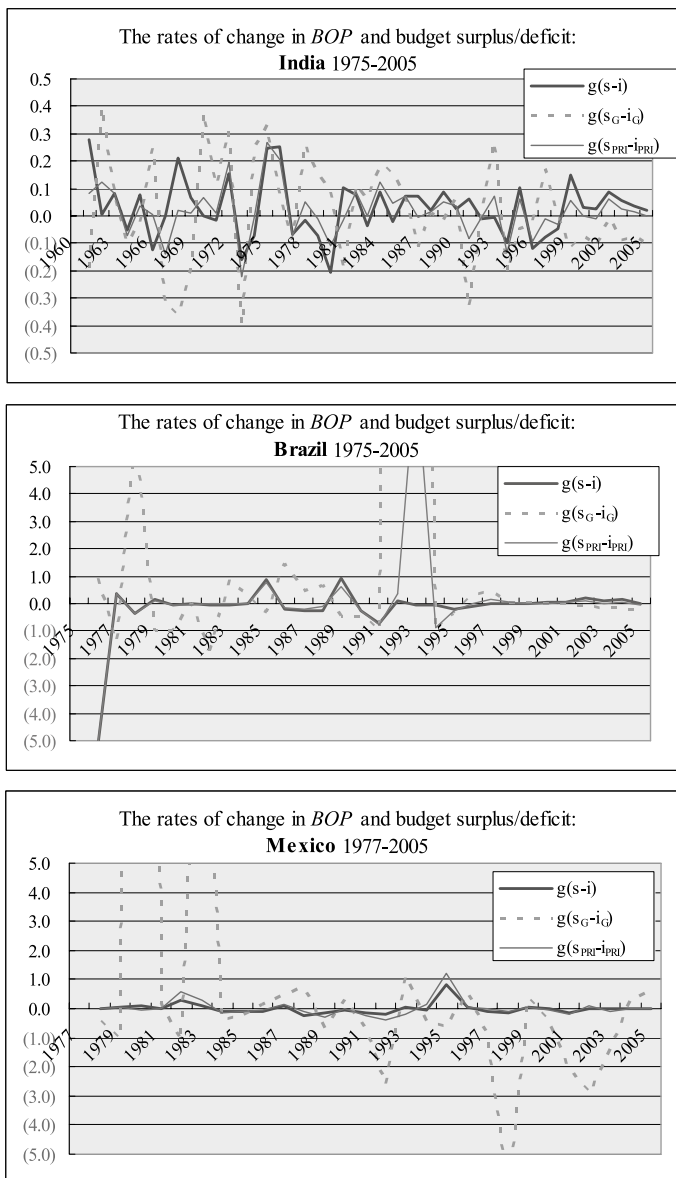 The rates of change in BOP and budget surplus/deficit:
India 1975-2005
0.5
0.4
0.3
0.2
0.1
0.0
(0.1)
(0.2)
(0.3)
(0.4)
(0.5)
g(s-i)
g(sG-iG)
g(sPRI-iPRI)
1960 1963 1966 1969 1972 1975 1978 1981 1984 1987 1990 1993 1996 1999 2002 2005
The rates of change in BOP and budget surplus/deficit:
Brazil 1975-2005
5.0
4.0
3.0
2.0
1.0
0.0
(1.0)
(2.0)
(3.0)
(4.0)
(5.0)
g(s-i)
g(sG-iG)
g(sPRI-iPRI)
1975 1977 1979 1981 1983 1985 1987 1989 1991 1993 1995 1997 1999 2001 2003 2005
The rates of change in BOP and budget surplus/deficit:
Mexico 1977-2005
5.0
4.0
3.0
2.0
1.0
0.0
(1.0)
(2.0)
(3.0)
(4.0)
(5.0)
g(s-i)
g(sG-iG)
g(sPRI-iPRI)
1977 1979 1981 1983 1985 1987 1989 1991 1993 1995 1997 1999 2001 2003 2005